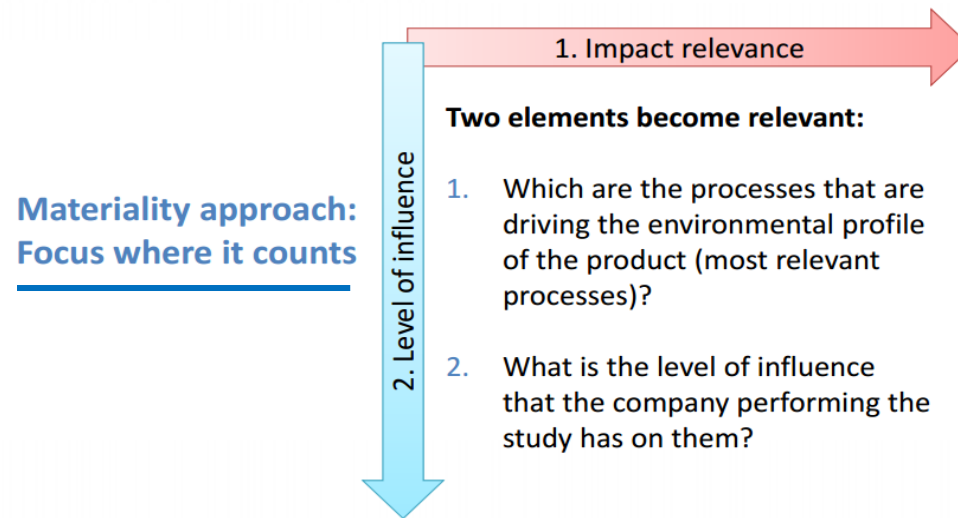 1. Impact relevance
Two elements become relevant:
Materiality approach:
Focus where it counts
2. Level of influence
1. Which are the processes that are
driving the environmental profile
of the product (most relevant
processes)?
2. What is the level of influence
that the company performing the
study has on them?